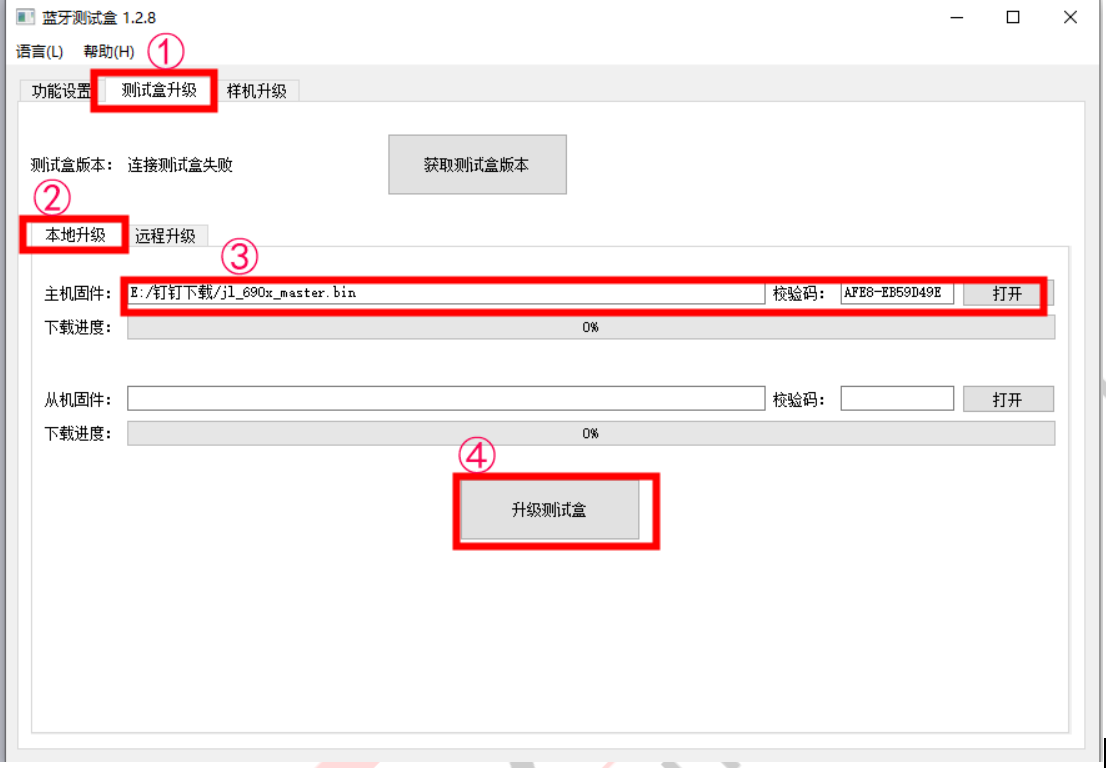 蓝牙测试盒 1.2.8
语言(L) 帮助(H) ①
功能设置 测试盒升级 样机升级
测试盒版本： 连接测试盒失败 获取测试盒版本
②
本地升级 远程升级
③
主机固件： E:/钉钉下载/jl_690x_master.bin 校验码： AFE8-EB59D49E 打开
下载进度： 0%
从机固件： 校验码： 打开
下载进度： 0%
④
升级测试盒